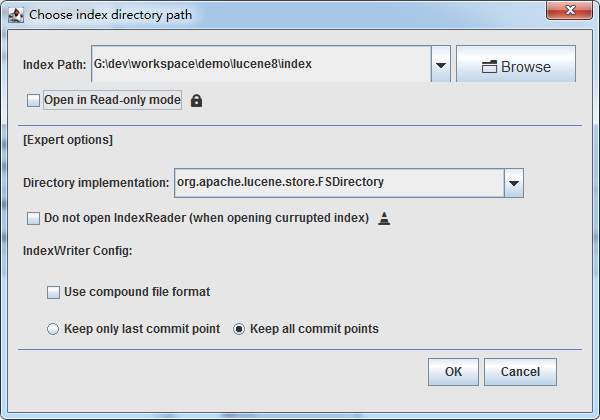 Choose index directory path
Index Path: G:\dev\workspace\demo\lucene8\index Browse
Open in Read-only mode
[Expert options]
Directory implementation: org.apache.lucene.store.FSDirectory
Do not open IndexReader (when opening currupted index)
IndexWriter Config:
Use compound file format
Keep only last commit point Keep all commit points
OK Cancel